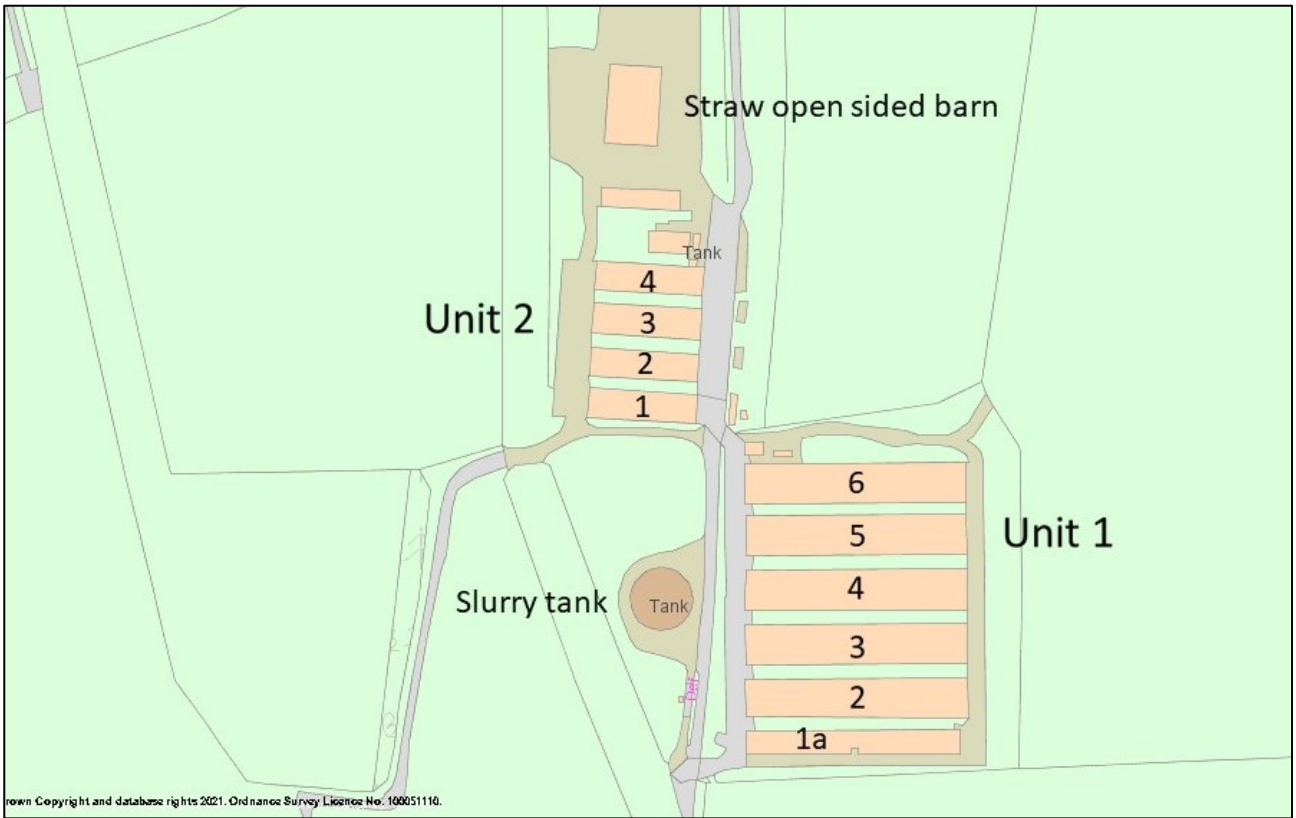 Straw open sided barn
Tank
4
Unit 2
3
2
1
6
5
Unit 1
4
Slurry tank
Tank
3
2
1a
rown Copyright and database rights 2021. Ordnance Survey Licence No. 100051110.